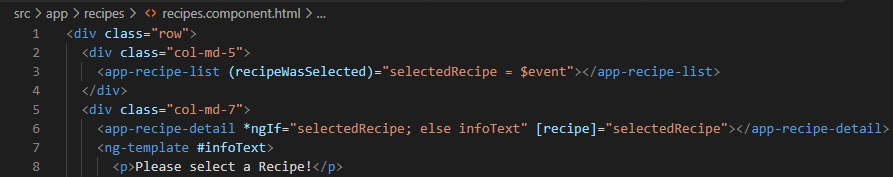 src > app > recipes > <> recipes.component.html > ...
1 <div class="row">
2 <div class="col-md-5">
3 <app-recipe-list (recipeWasSelected)="selectedRecipe = $event"></app-recipe-list>
4 </div>
5 <div class="col-md-7">
6 <app-recipe-detail *ngIf="selectedRecipe; else infoText" [recipe]="selectedRecipe"></app-recipe-detail>
7 <ng-template #infoText>
8 <p>Please select a Recipe!</p>